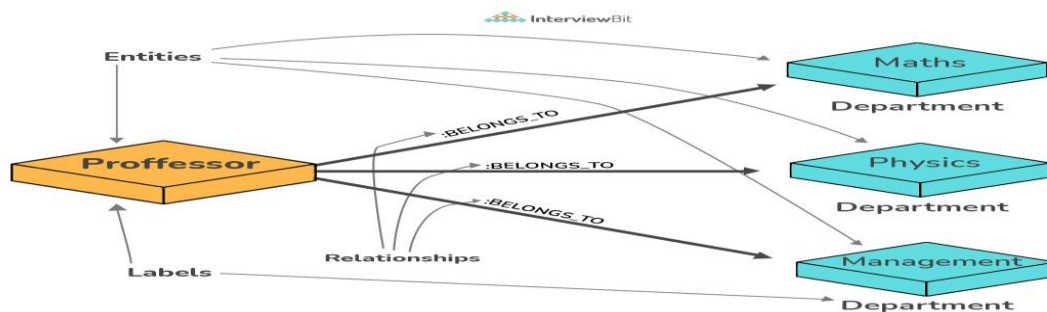 InterviewBit
Entities
Maths
Department
:BELONGS_TO
Proffessor
:BELONGS_TO
Physics
Department
:BELONGS_TO
Relationships
Labels
Management
Department